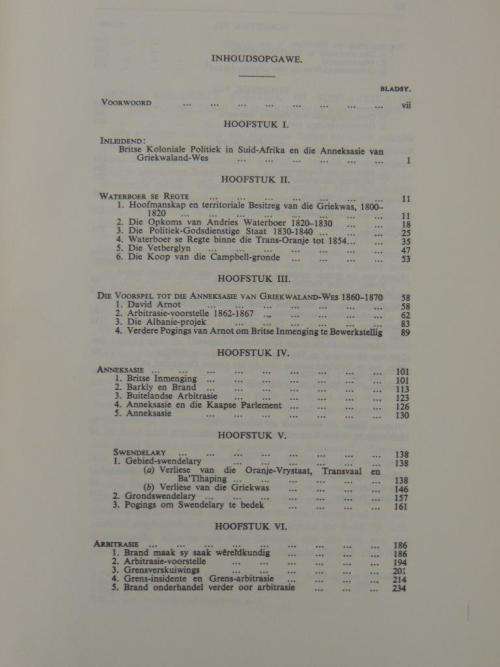 INHOUDSOPGAWE.
BLADSY.
VOORWOORD ... ... ... ... ... ... ... ... vii
HOOFSTUK I.
INLEIDEND:
Britse Koloniale Politiek in Suid-Afrika en die Anneksasie van
Griekwaland-Wes ... ... ... ... ... 1
HOOFSTUK II.
WATERBOER SE REGTE ... ... ... ... ... ... ... 11
1. Hoofmanskap en territoriale Besitreg van die Griekwas, 1800–
1820 ... ... ... ... ... ... ... ... 11
2. Die Opkoms van Andries Waterboer 1820–1830 ... ... 18
3. Die Politiek-Godsdienstige Staat 1830-1840 ... ... ... 25
4. Waterboer se Regte binne die Trans-Oranje tot 1854... ... 35
5. Die Vetberglyn ... ... ... ... ... ... ... 47
6. Die Koop van die Campbell-gronde ... ... ... ... 53
HOOFSTUK III.
DIE VOORSPEL TOT DIE ANNEKSASIE VAN GRIEKWALAND-WES 1860–1870 58
1. David Arnot ... ... ... ... ... ... ... 58
2. Arbitrasie-voorstelle 1862-1867 ... ... ... ... ... 62
3. Die Albanie-projek ... ... ... ... ... ... 83
4. Verdere Pogings van Arnot om Britse Inmenging te Bewerkstellig 89
HOOFSTUK IV.
ANNEKSASIE ... ... ... ... ... ... ... ... ... 101
1. Britse Inmenging ... ... ... ... ... ... ... 101
2. Barkly en Brand ... ... ... ... ... ... ... 113
3. Buitelandse Arbitrasie ... ... ... ... ... ... 123
4. Anneksasie en die Kaapse Parlement ... ... ... ... 126
5. Anneksasie ... ... ... ... ... ... ... 130
HOOFSTUK V.
SWENDELARY ... ... ... ... ... ... ... ... 138
1. Gebied-swendelary ... ... ... ... ... ... 138
(a) Verliese van die Oranje-Vrystaat, Transvaal en
Ba'Tlhaping ... ... ... ... ... ... 138
(b) Verliese van die Griekwas ... ... ... ... 146
2. Grondswendelary ... ... ... ... ... ... ... 157
3. Pogings om Swendelary te bedek ... ... ... ... 161
HOOFSTUK VI.
ARBITRASIE ... ... ... ... ... ... ... ... ... 186
1. Brand maak sy saak wêreldkundig ... ... ... ... 186
2. Arbitrasie-voorstelle ... ... ... ... ... ... 194
3. Grensverskuiwings ... ... ... ... ... ... 201
4. Grens-insidente en Grens-arbitrasie ... ... ... ... 214
5. Brand onderhandel verder oor arbitrasie ... ... ... 234